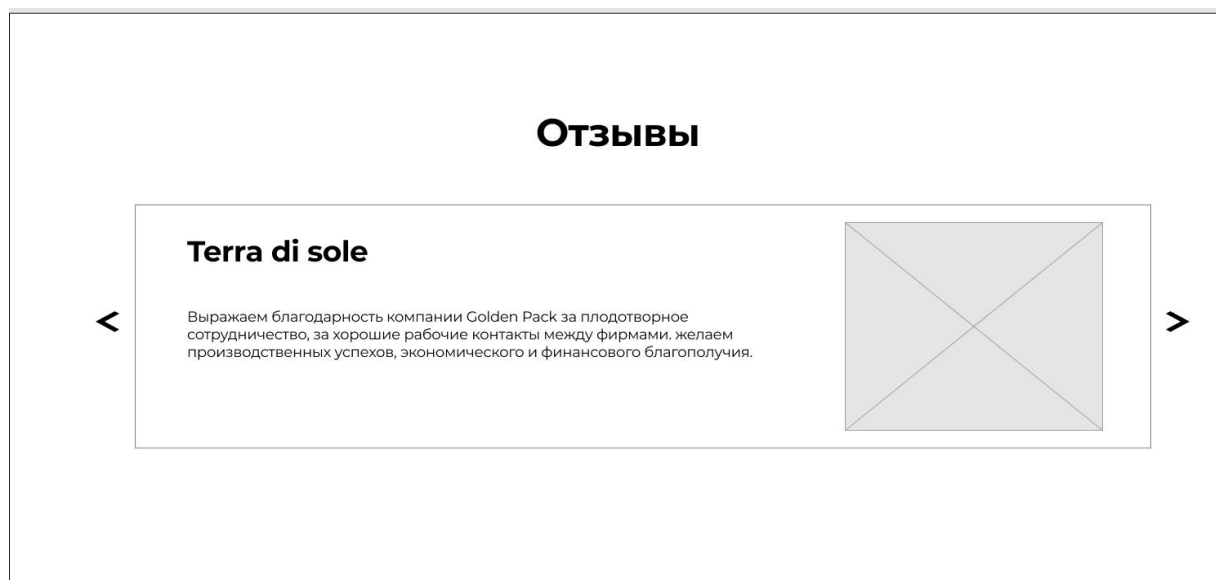 Отзывы
Terra di sole
Выражаем благодарность компании Golden Pack за плодотворное
сотрудничество, за хорошие рабочие контакты между фирмами. желаем
производственных успехов, экономического и финансового благополучия.
<
>